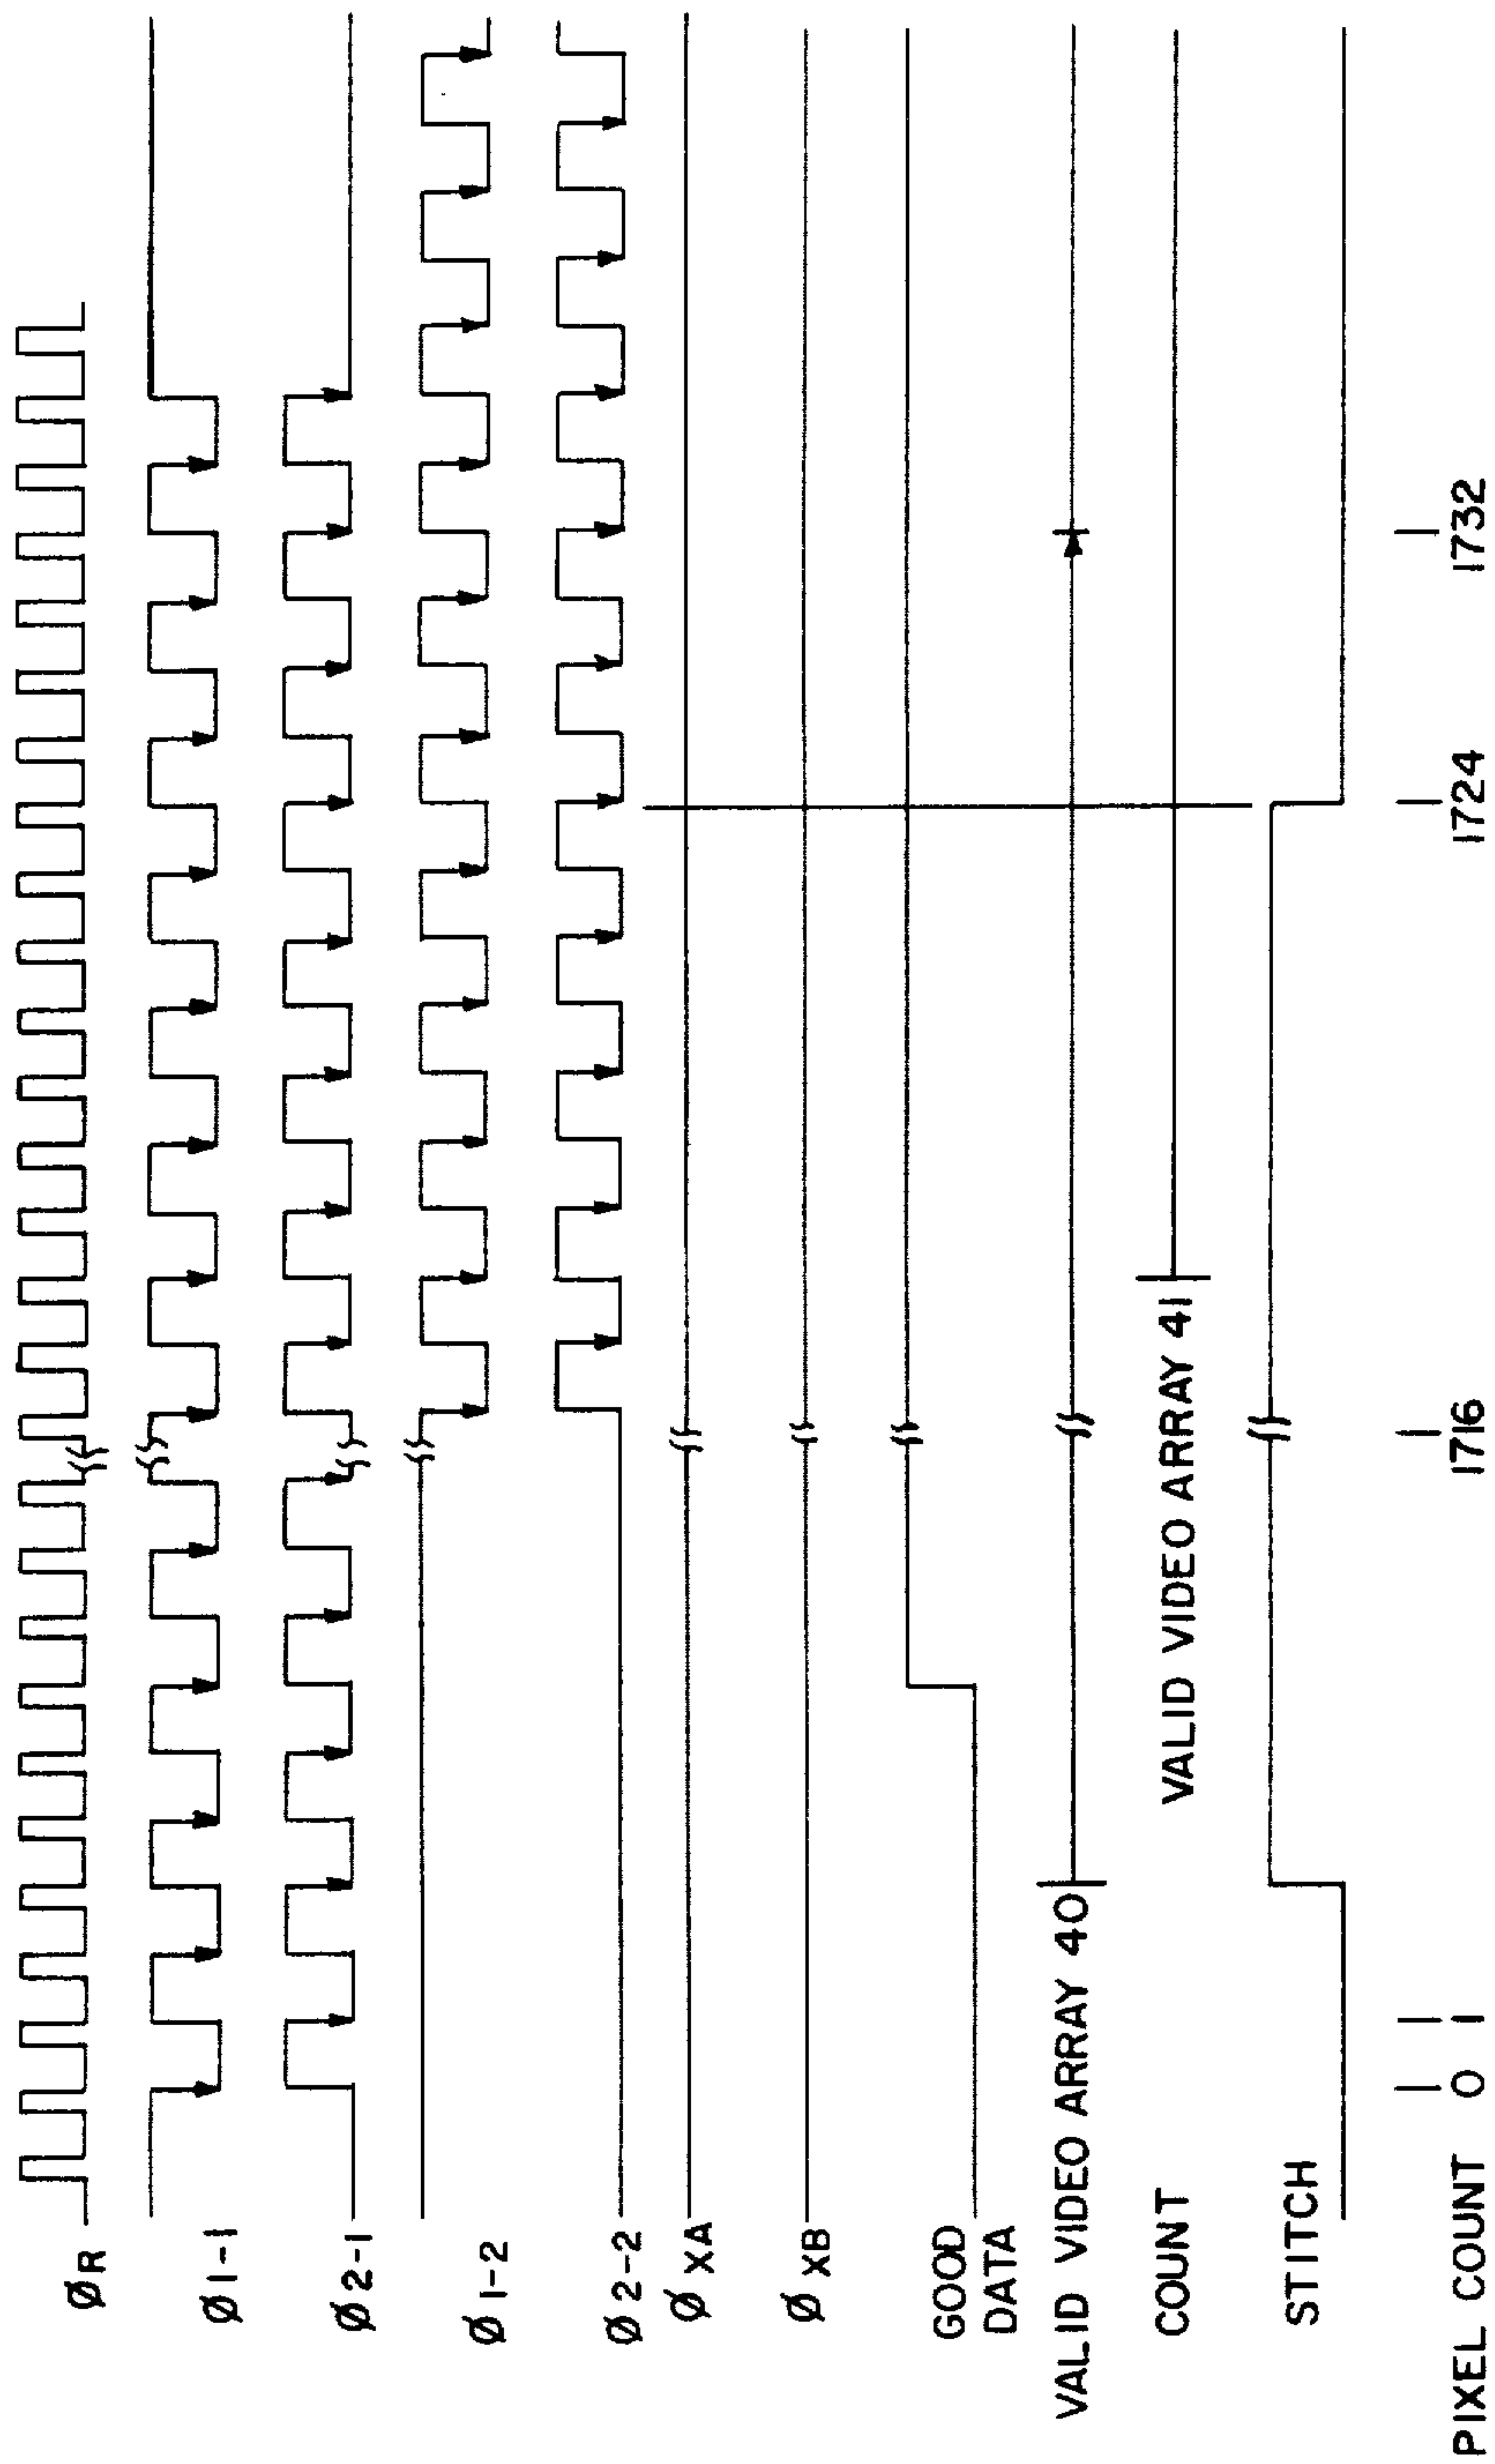 ØR
Ø1-1
Ø2-1
Ø1-2
Ø2-2
ØXA
ØXB
GOOD
DATA
VALID VIDEO ARRAY 40
VALID VIDEO ARRAY 41
COUNT
STITCH
PIXEL COUNT 0 1 1716 1724 1732